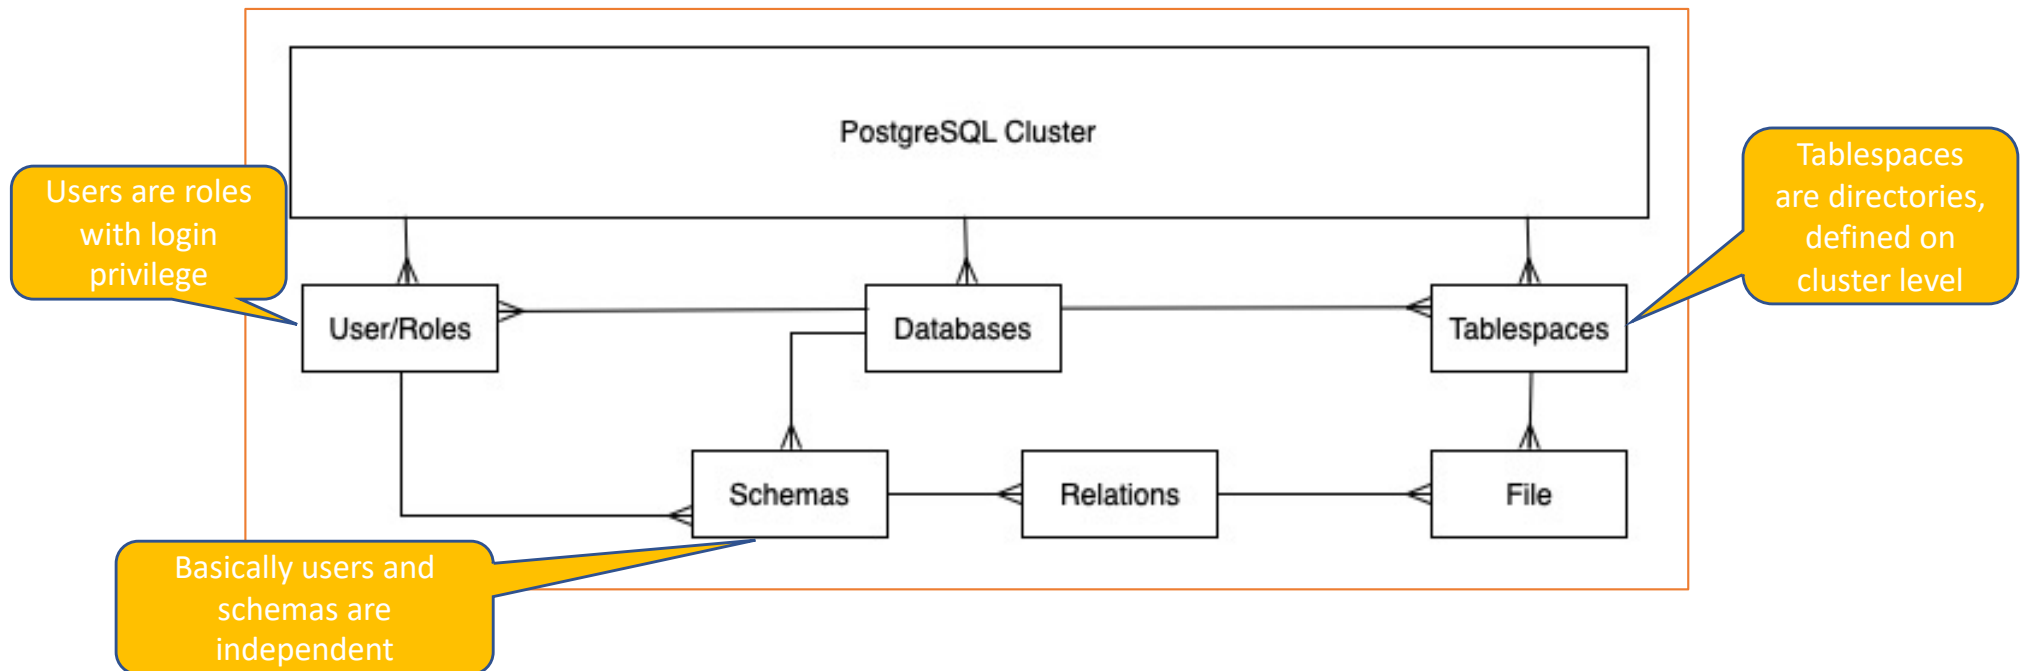 PostgreSQL Cluster
Users are roles
with login
privilege
Tablespaces
are directories,
defined on
cluster level
User/Roles
Databases
Tablespaces
Schemas
Relations
File
Basically users and
schemas are
independent